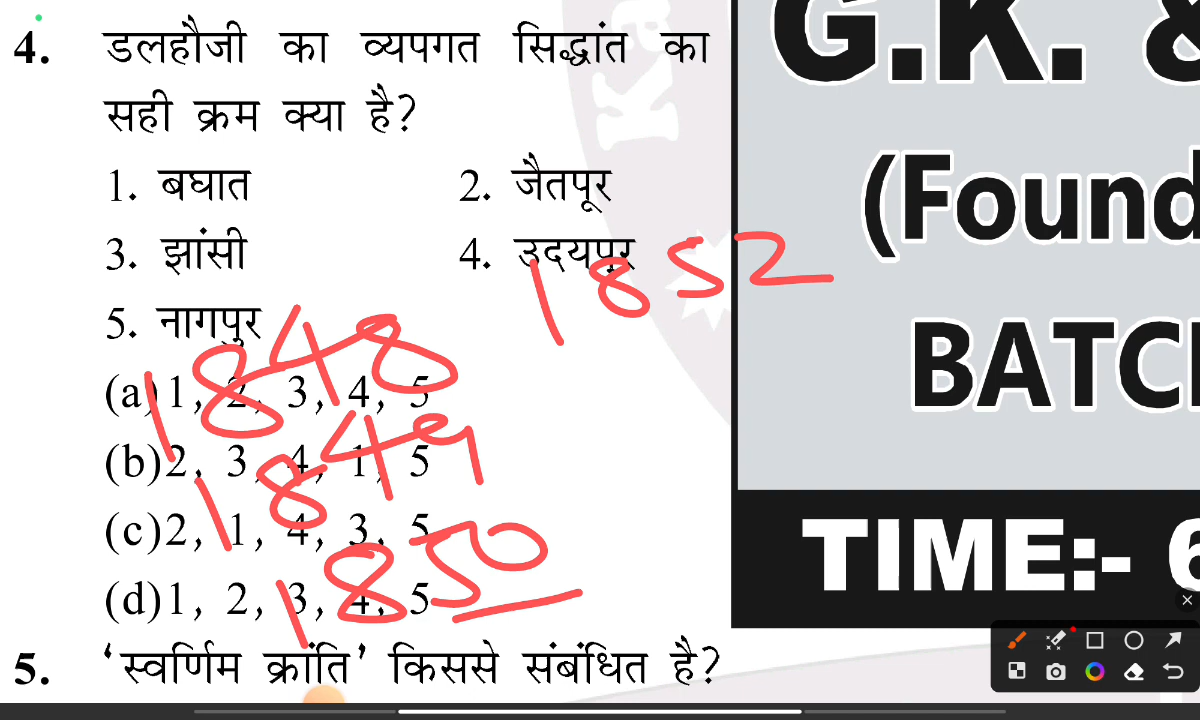 4. डलहौजी का व्यपगत सिद्धांत का
सही क्रम क्या है?
1. बघात 2. जैतपूर
3. झांसी 4. उदयपुर
1852
5. नागपुर
1848
(a) 1, 2, 3, 4, 5
(b) 2, 3, 4, 1, 5
1849
(c) 2, 1, 4, 3, 5
1850
(d) 1, 2, 3, 4, 5
5. ‘स्वर्णिम क्रांति’ किससे संबंधित है?
G.K. &
(Found
BATC
TIME:- 6